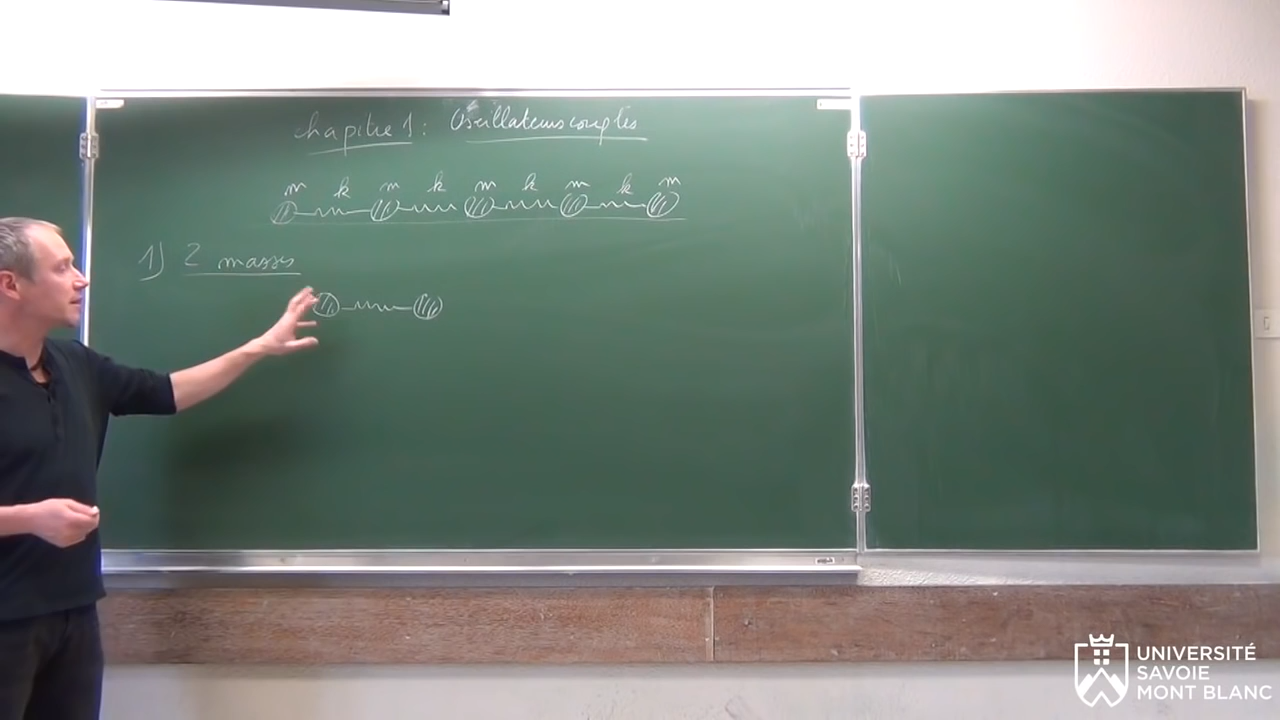 Chapitre 1 : Oscillateurs couplés
m k m k m k m k m
1) 2 masses
UNIVERSITÉ
SAVOIE
MONT BLANC